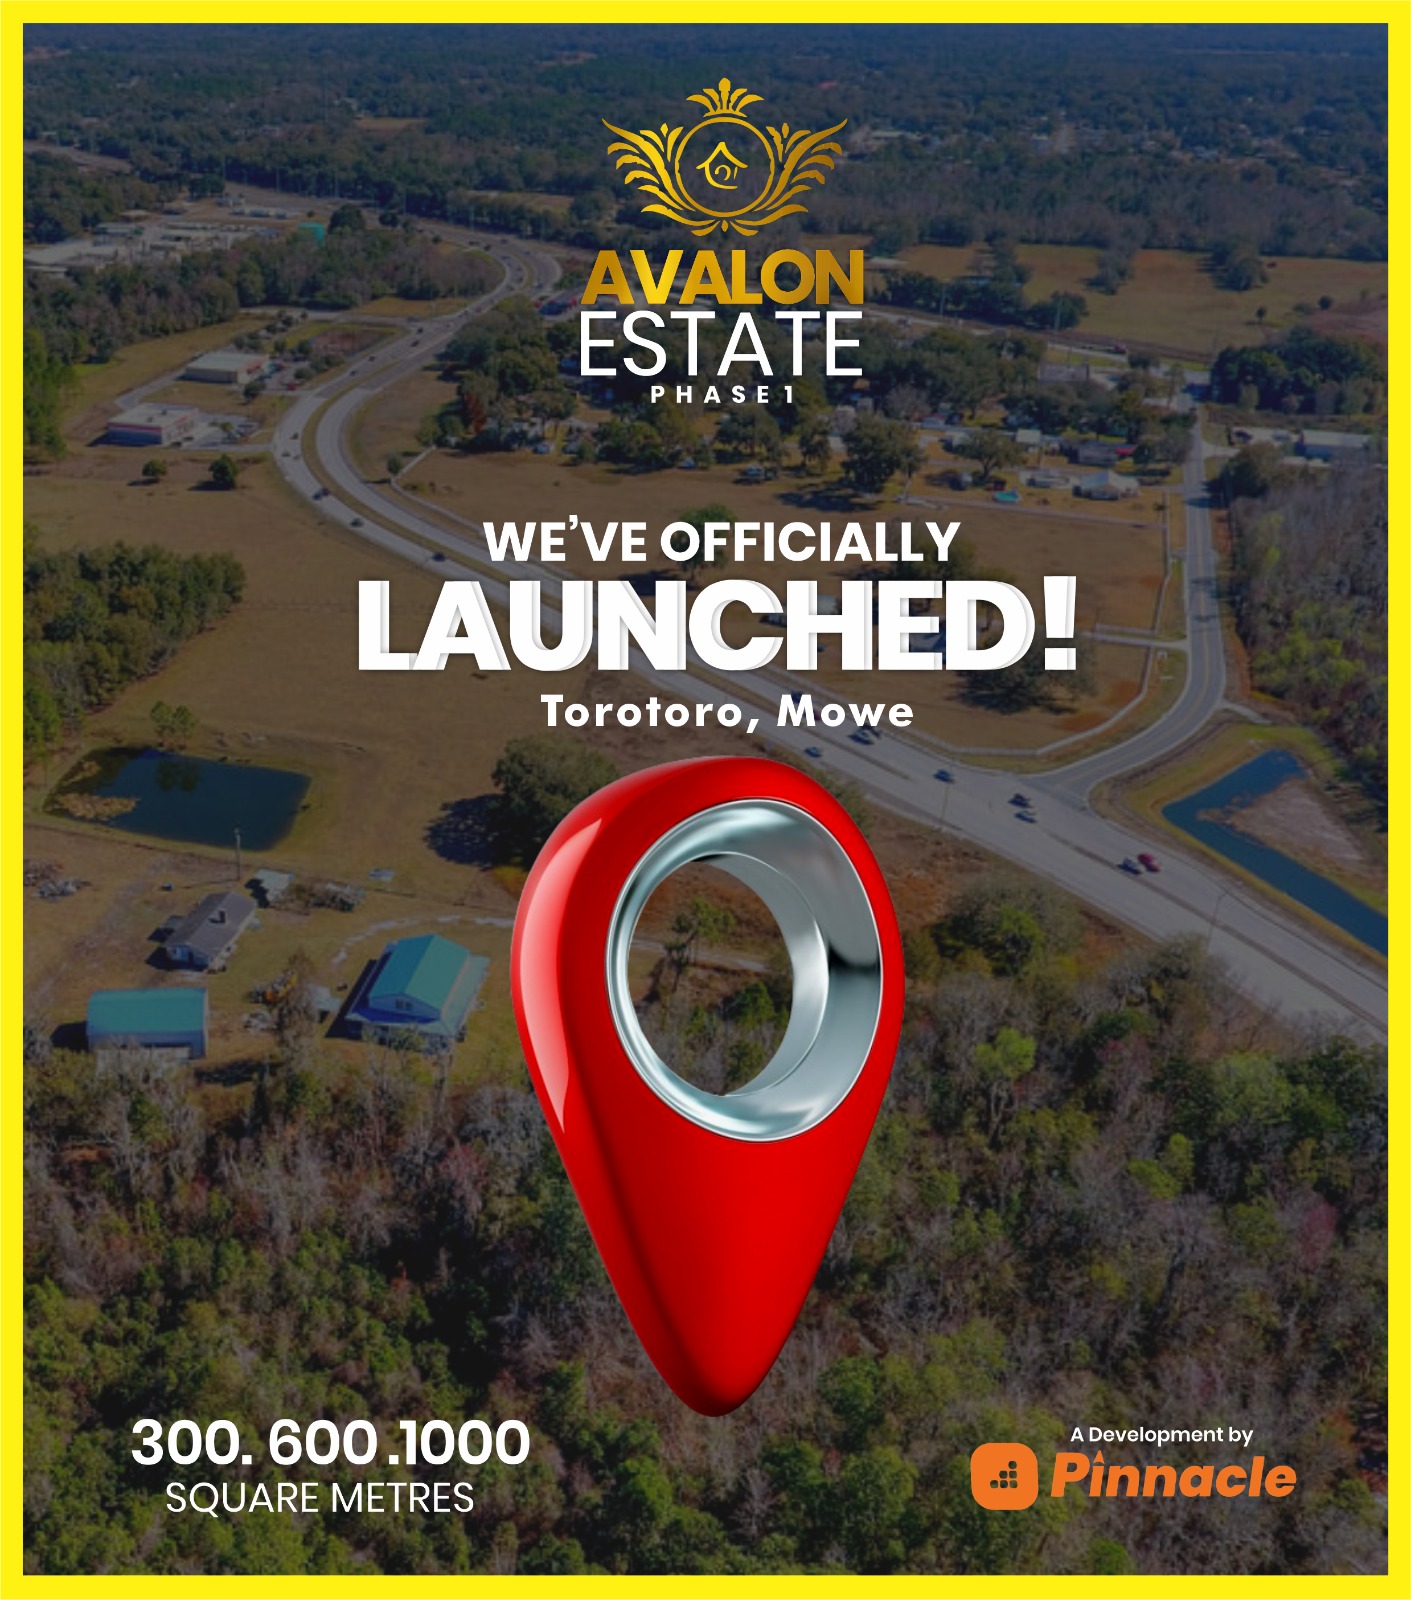 AVALON
ESTATE
PHASE 1
WE'VE OFFICIALLY
LAUNCHED!
Torotoro, Mowe
300. 600 .1000
SQUARE METRES
A Development by
Pinnacle